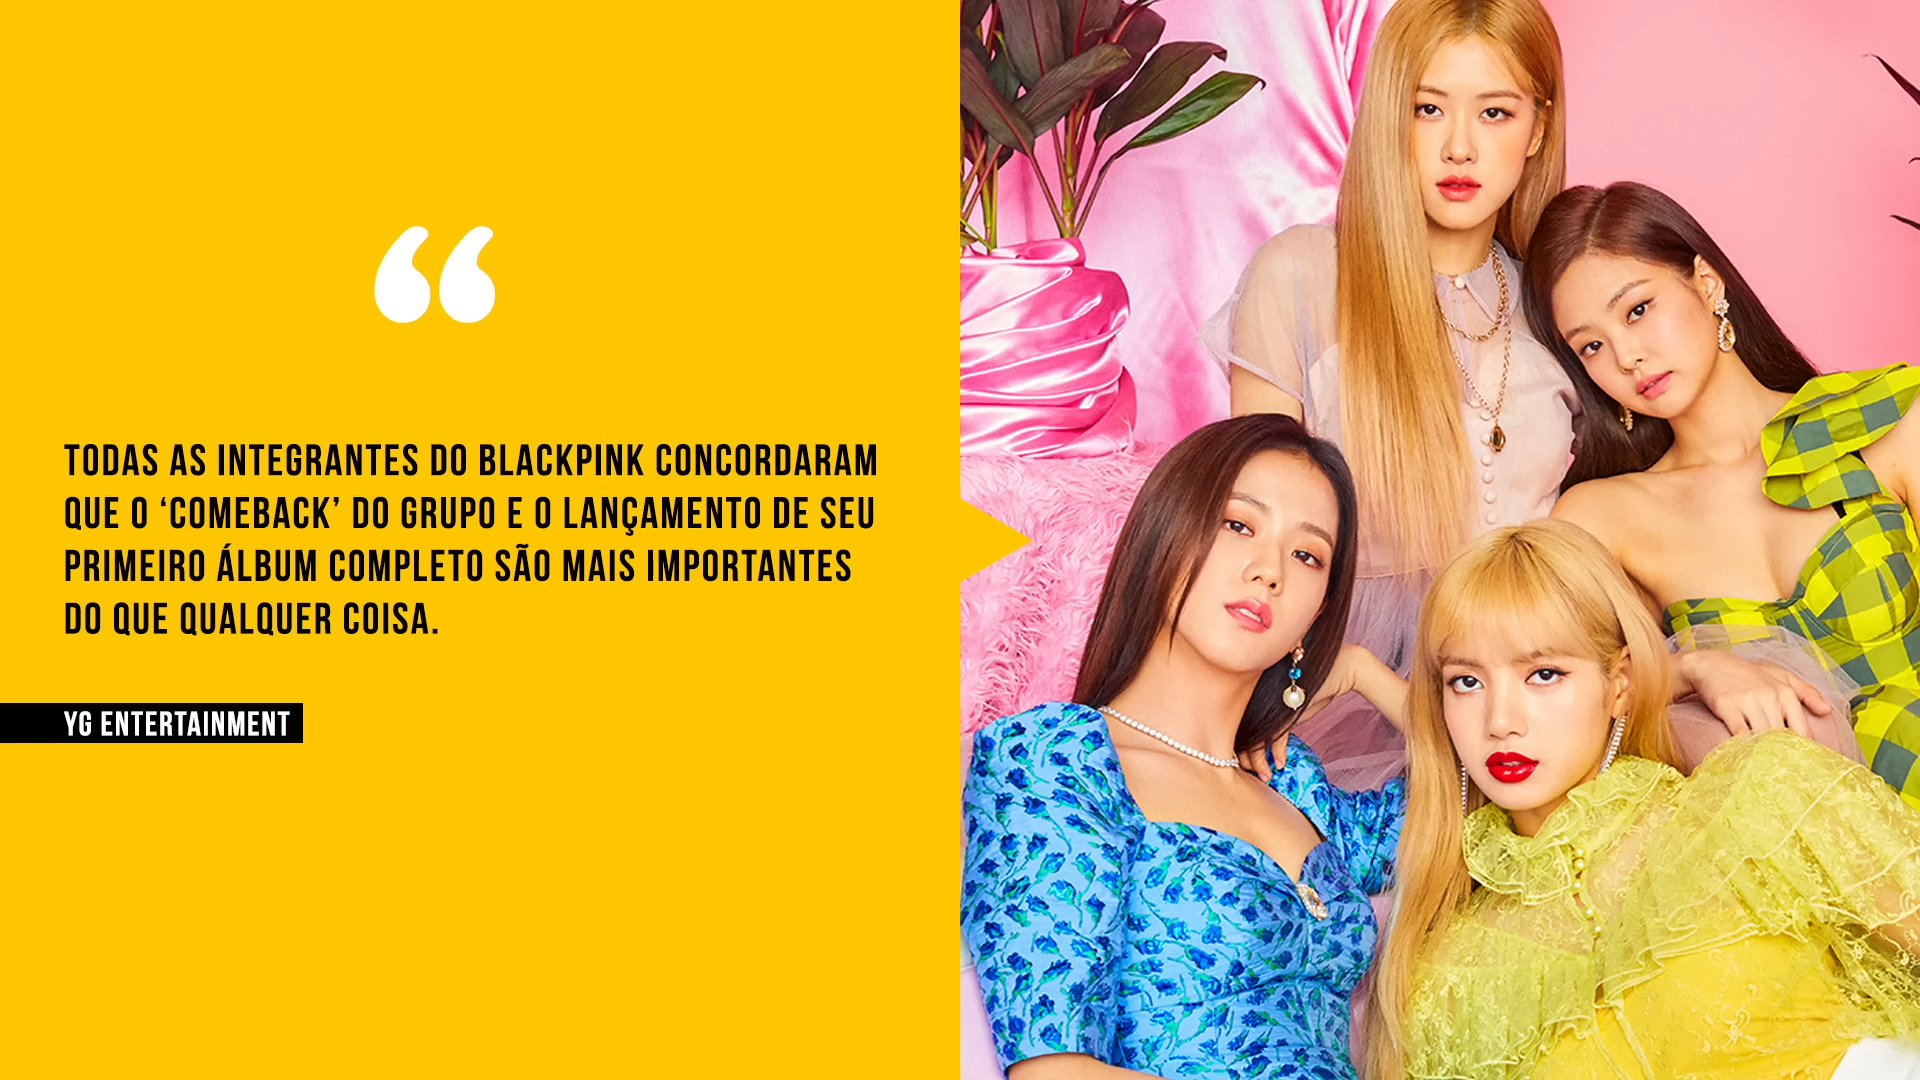 “
TODAS AS INTEGRANTES DO BLACKPINK CONCORDARAM
QUE O ‘COMEBACK’ DO GRUPO E O LANÇAMENTO DE SEU
PRIMEIRO ÁLBUM COMPLETO SÃO MAIS IMPORTANTES
DO QUE QUALQUER COISA.
YG ENTERTAINMENT